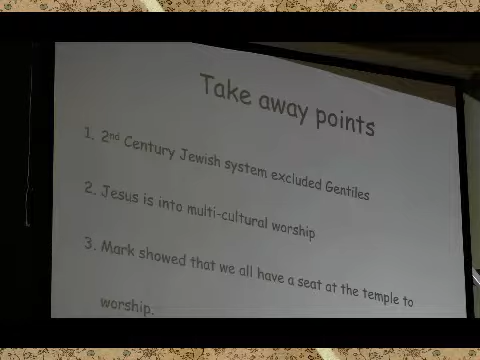 Take away points
1. 2nd Century Jewish system excluded Gentiles
2. Jesus is into multi-cultural worship
3. Mark showed that we all have a seat at the temple to
worship.